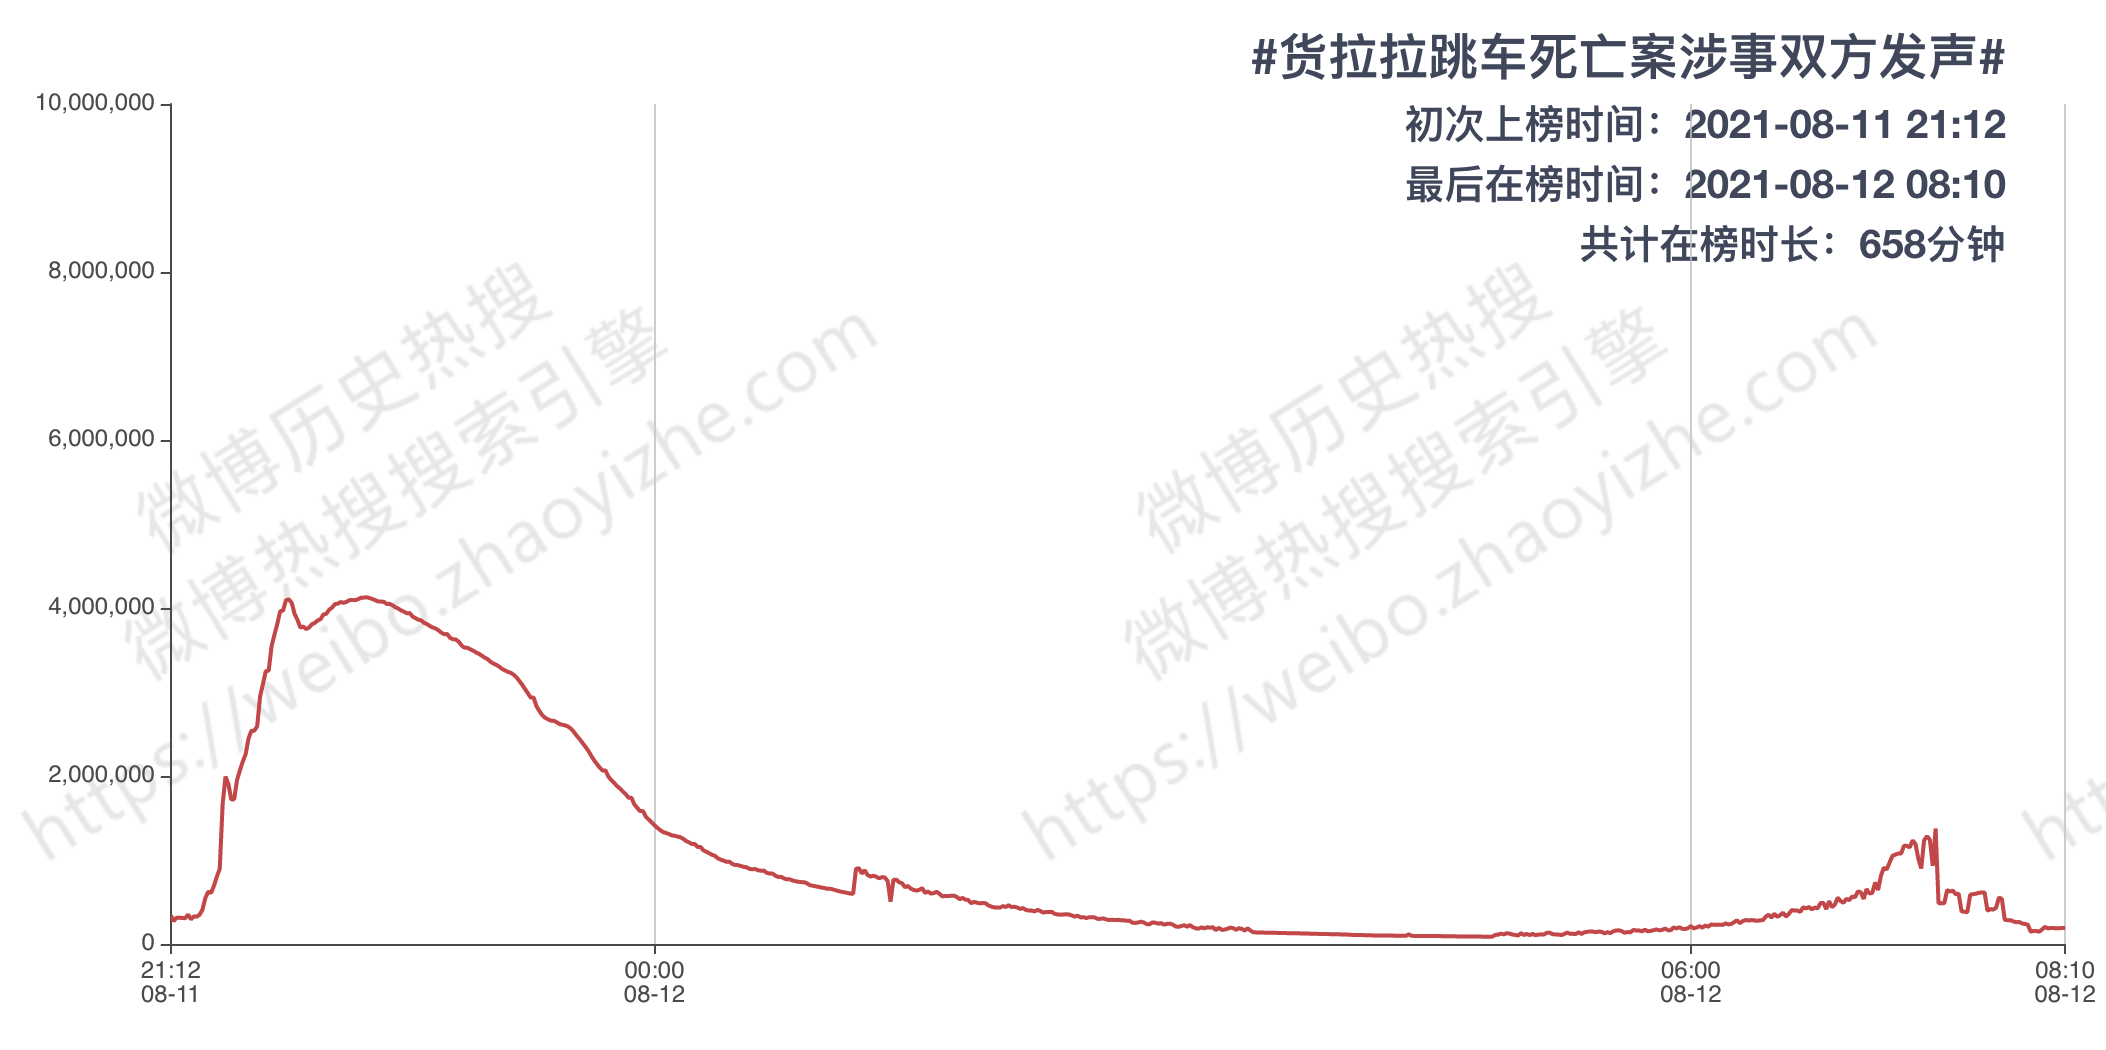 #货拉拉跳车死亡案涉事双方发声#
初次上榜时间：2021-08-11 21:12
最后在榜时间：2021-08-12 08:10
共计在榜时长：658分钟
10,000,000
8,000,000
6,000,000
4,000,000
2,000,000
0
21:12
08-11
00:00
08-12
06:00
08-12
08:10
08-12
微博历史热搜
微博热搜搜索引擎
https://weibo.zhaoyizhe.com
微博历史热搜
微博热搜搜索引擎
https://weibo.zhaoyizhe.com
ht